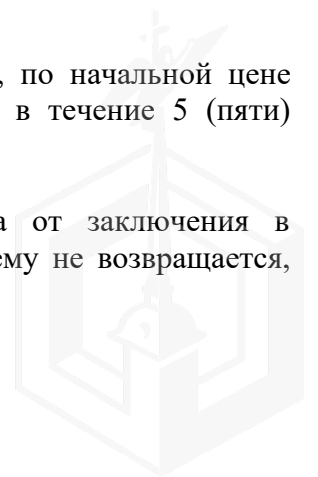 , по начальной цене
в течение 5 (пяти)
а от заключения в
ему не возвращается,